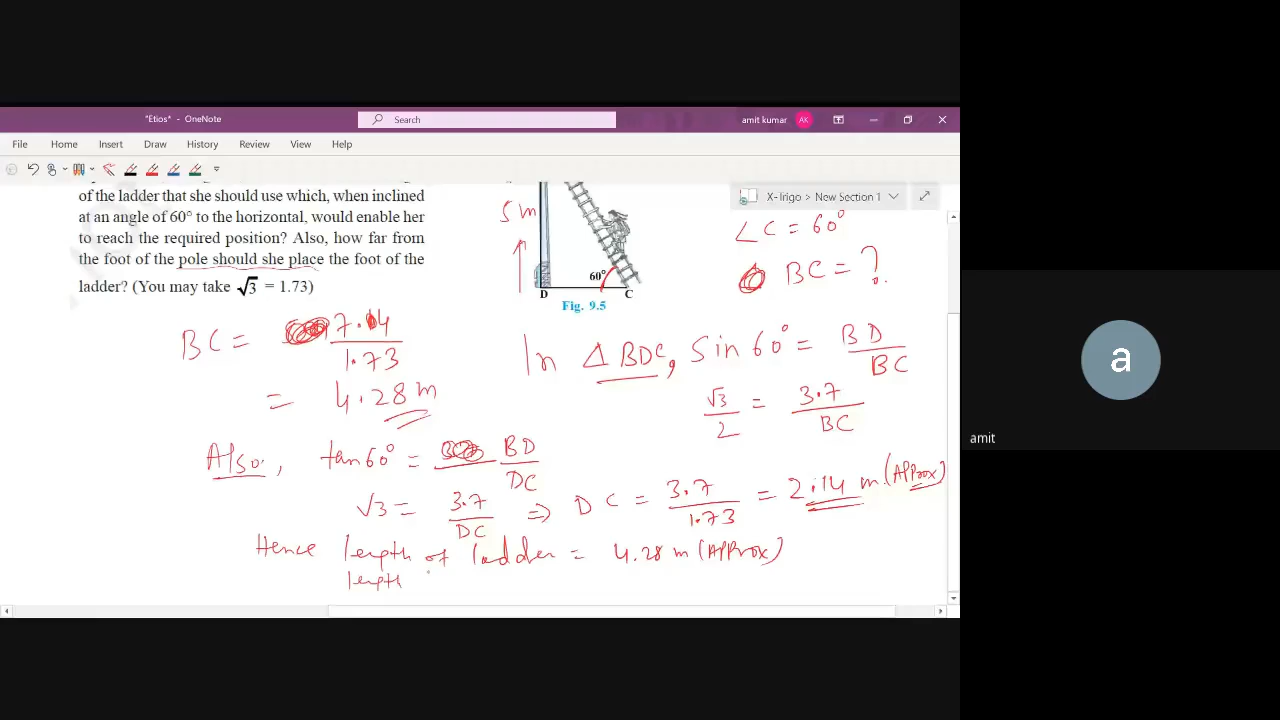 *Etios* - OneNote
Search
amit kumar
AK
File Home Insert Draw History Review View Help
X-Trigo > New Section 1
of the ladder that she should use which, when inclined
at an angle of 60° to the horizontal, would enable her
to reach the required position? Also, how far from
the foot of the pole should she place the foot of the
ladder? (You may take √3 = 1.73)
5 m
60°
D
C
Fig. 9.5
∠C = 60°
BC = ?
BC = 7.14/1.73
= 4.28 m
In △BDC, Sin 60° = BD/BC
√3/2 = 3.7/BC
Also, tan 60° = BD/DC
√3 = 3.7/DC ⇒ DC = 3.7/1.73 = 2.14 m (Approx)
Hence length of ladder = 4.28 m (Approx)
length
a
amit